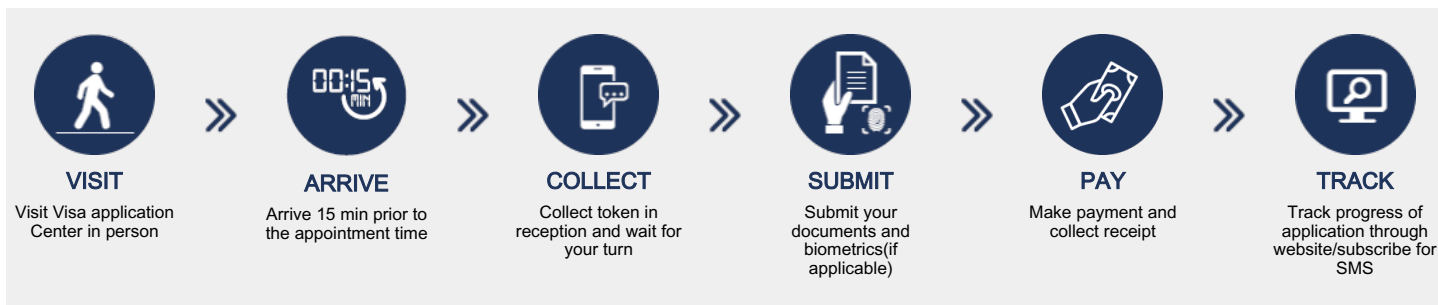 VISIT
Visit Visa application
Center in person
00:15
MIN
ARRIVE
Arrive 15 min prior to
the appointment time
COLLECT
Collect token in
reception and wait for
your turn
SUBMIT
Submit your
documents and
biometrics(if
applicable)
PAY
Make payment and
collect receipt
TRACK
Track progress of
application through
website/subscribe for
SMS